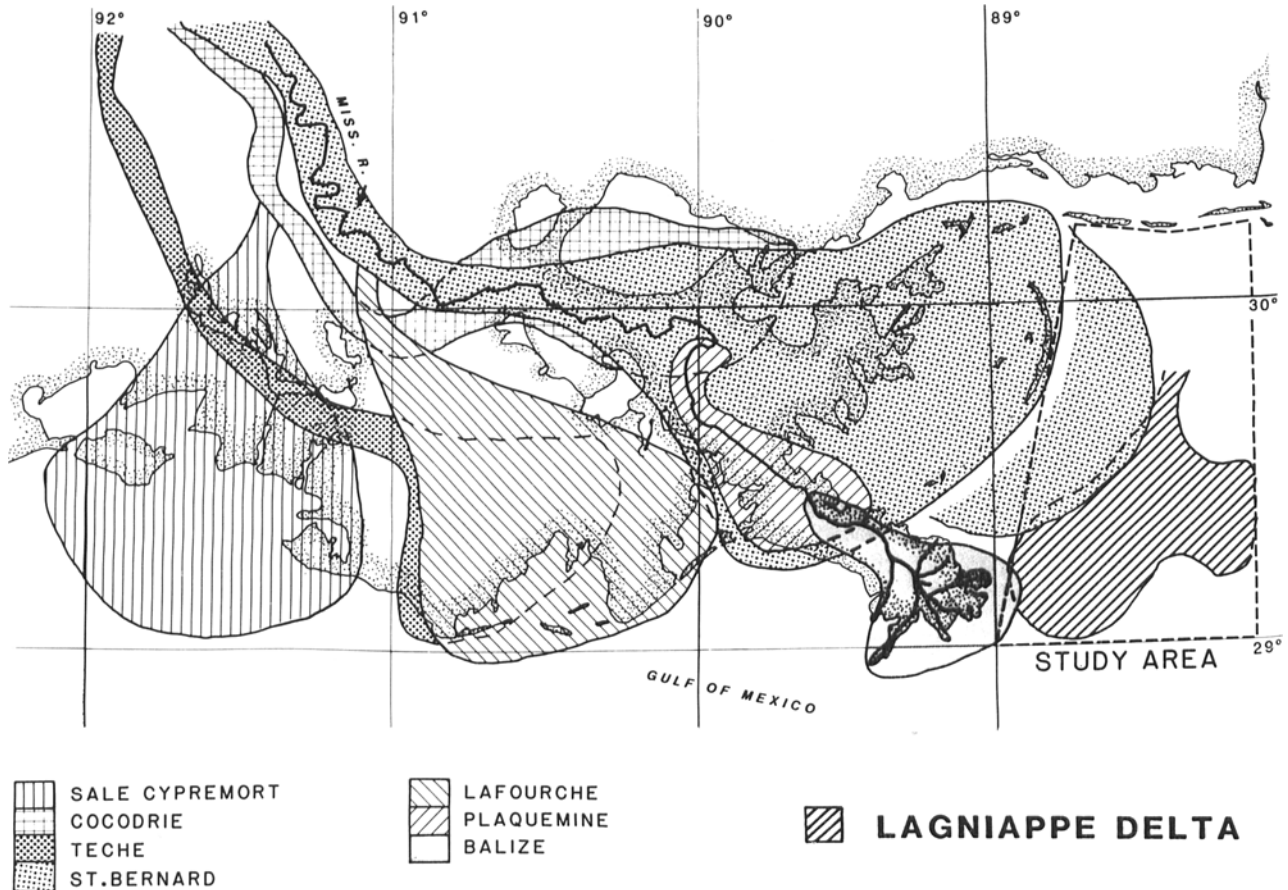 92°
91°
90
89°
MISS. R.
30°
29°
STUDY AREA
GULF OF MEXICO
SALE CYPREMORT
COCODRIE
TECHE
ST. BERNARD
LAFOURCHE
PLAQUEMINE
BALIZE
LAGNIAPPE DELTA